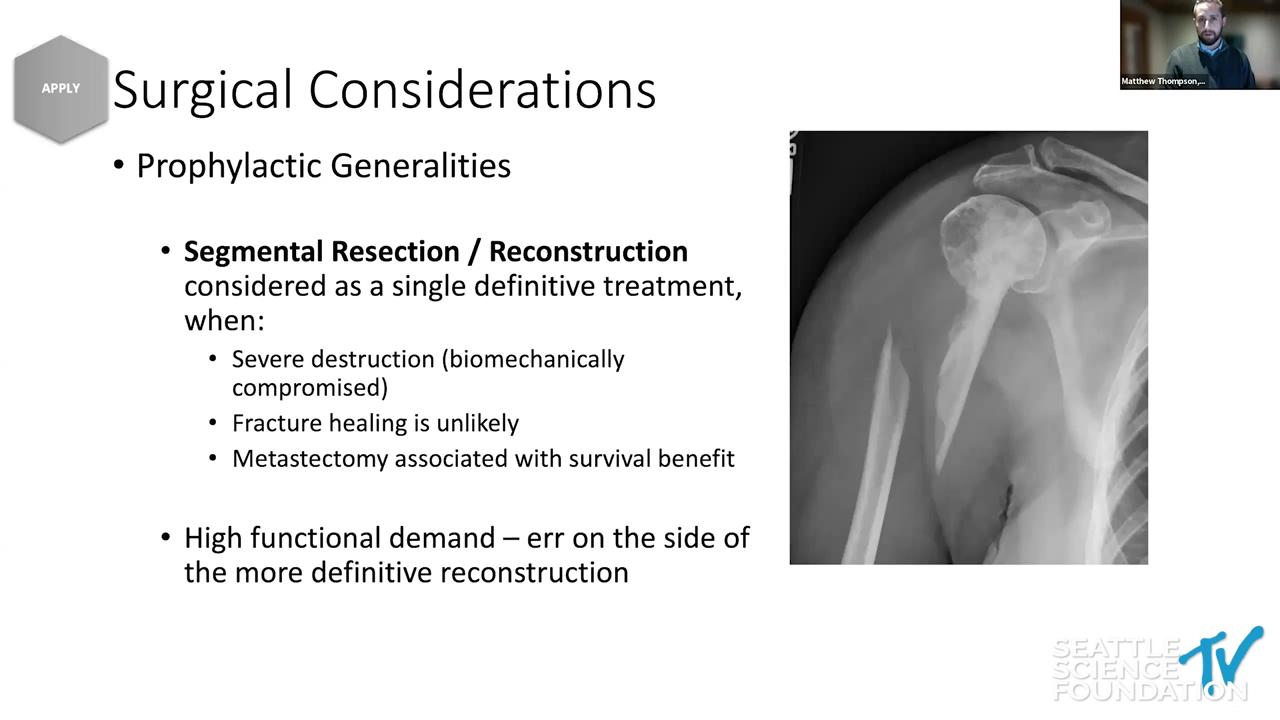 Matthew Thompson,...
APPLY
Surgical Considerations
• Prophylactic Generalities
• Segmental Resection / Reconstruction
considered as a single definitive treatment,
when:
• Severe destruction (biomechanically
compromised)
• Fracture healing is unlikely
• Metastectomy associated with survival benefit
• High functional demand – err on the side of
the more definitive reconstruction
SEATTLE
SCIENCE
FOUNDATION
TV